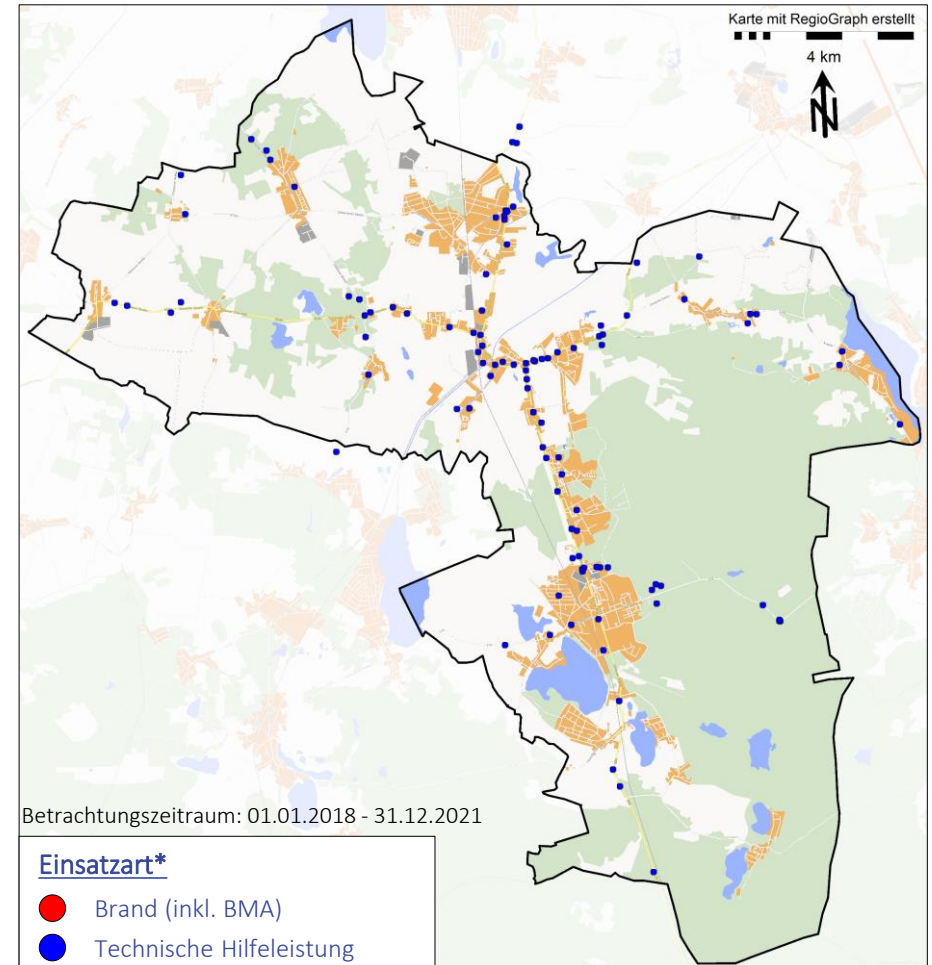 Karte mit RegioGraph erstellt
4 km
N
Betrachtungszeitraum: 01.01.2018 - 31.12.2021
Einsatzart*
Brand (inkl. BMA)
Technische Hilfeleistung